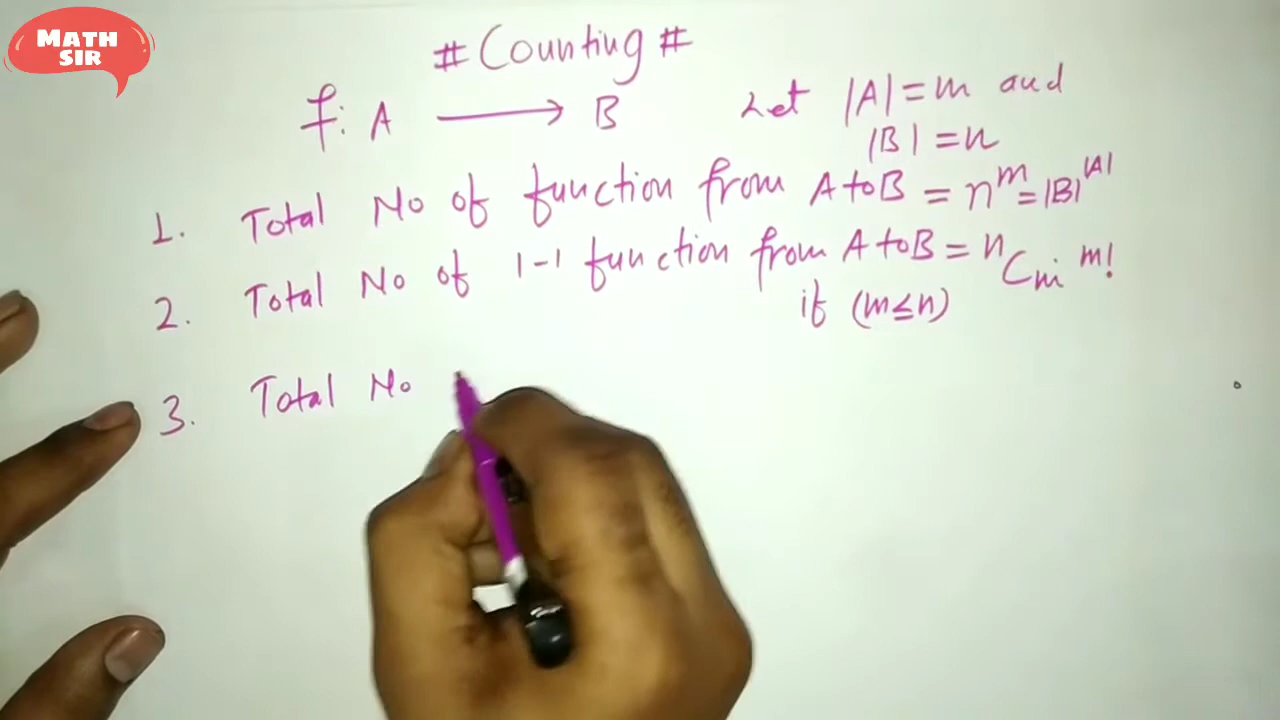 MATH
SIR
# Counting #
f: A ⟶ B Let |A| = m and
|B| = n
1. Total No of function from A to B = n^m = |B|^|A|
2. Total No of 1-1 function from A to B = ⁿCₘ m!
if (m≤n)
3. Total No